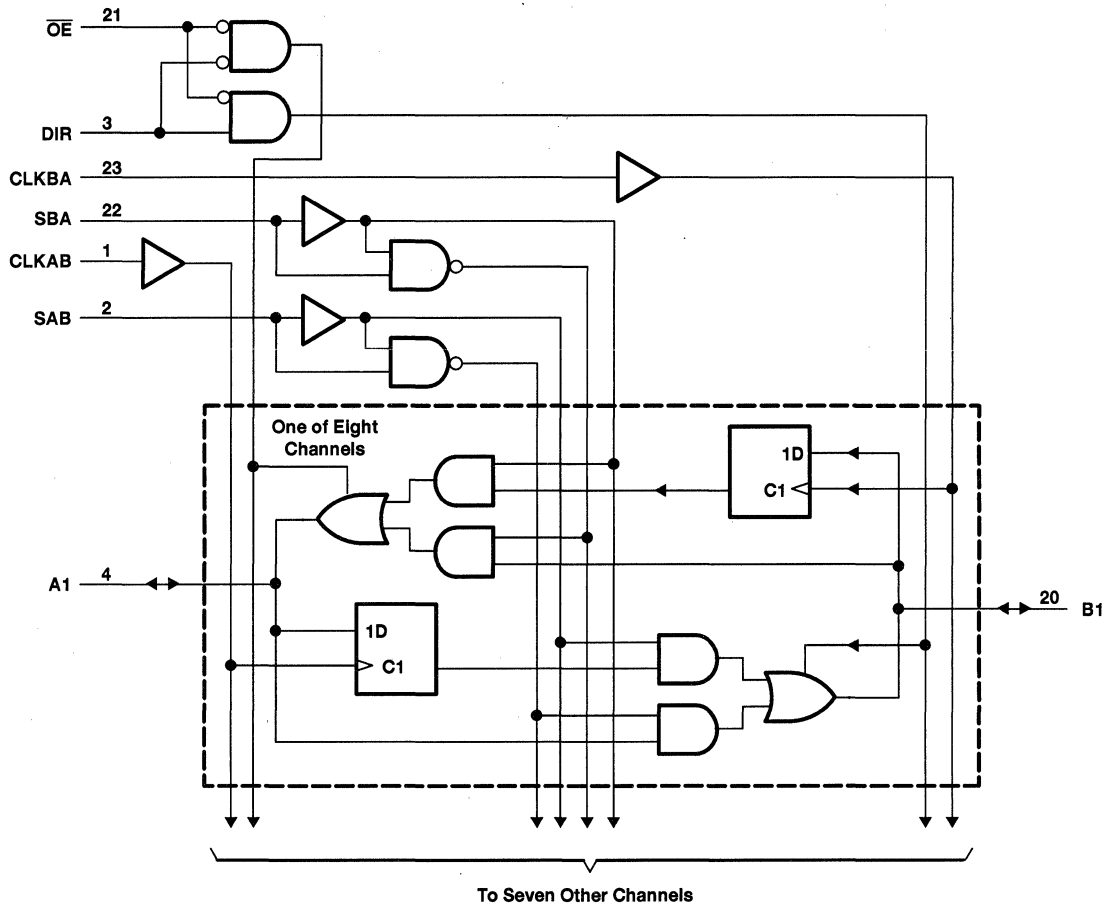 OE
21
DIR
3
CLKBA
23
SBA
22
CLKAB
1
SAB
2
One of Eight
Channels
1D
C1
A1
4
20
B1
1D
C1
To Seven Other Channels